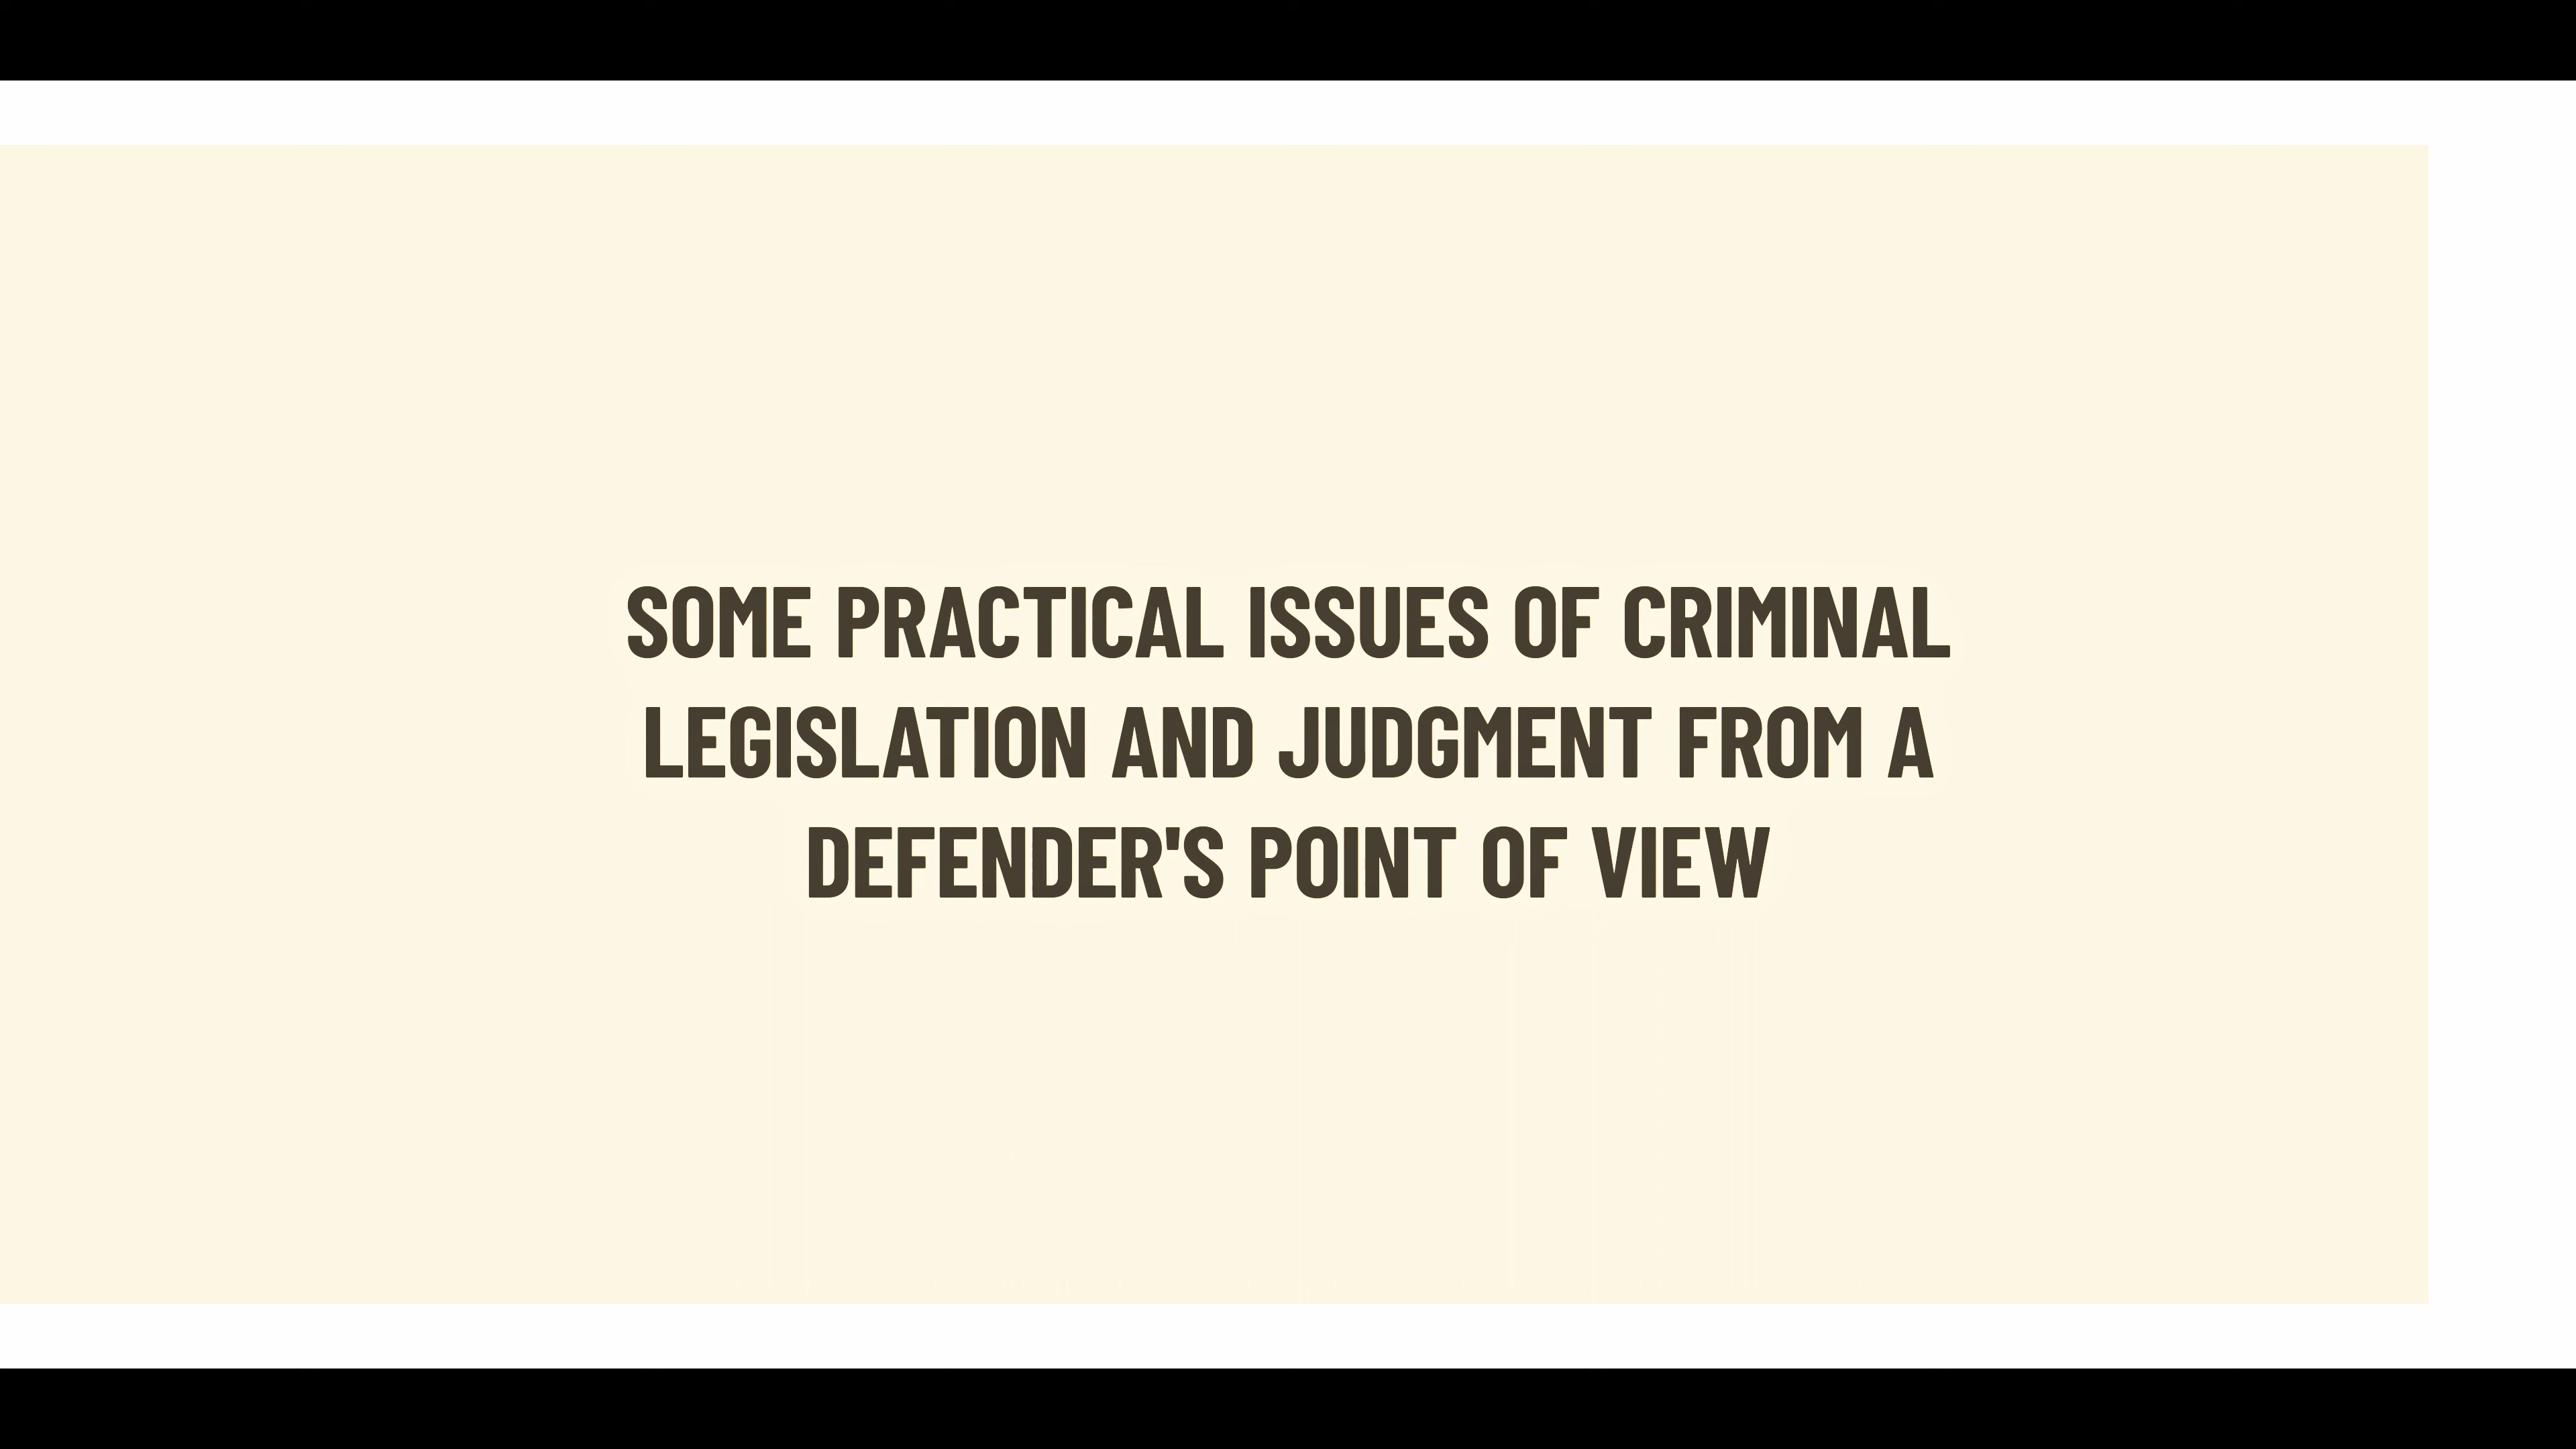 SOME PRACTICAL ISSUES OF CRIMINAL
LEGISLATION AND JUDGMENT FROM A
DEFENDER'S POINT OF VIEW